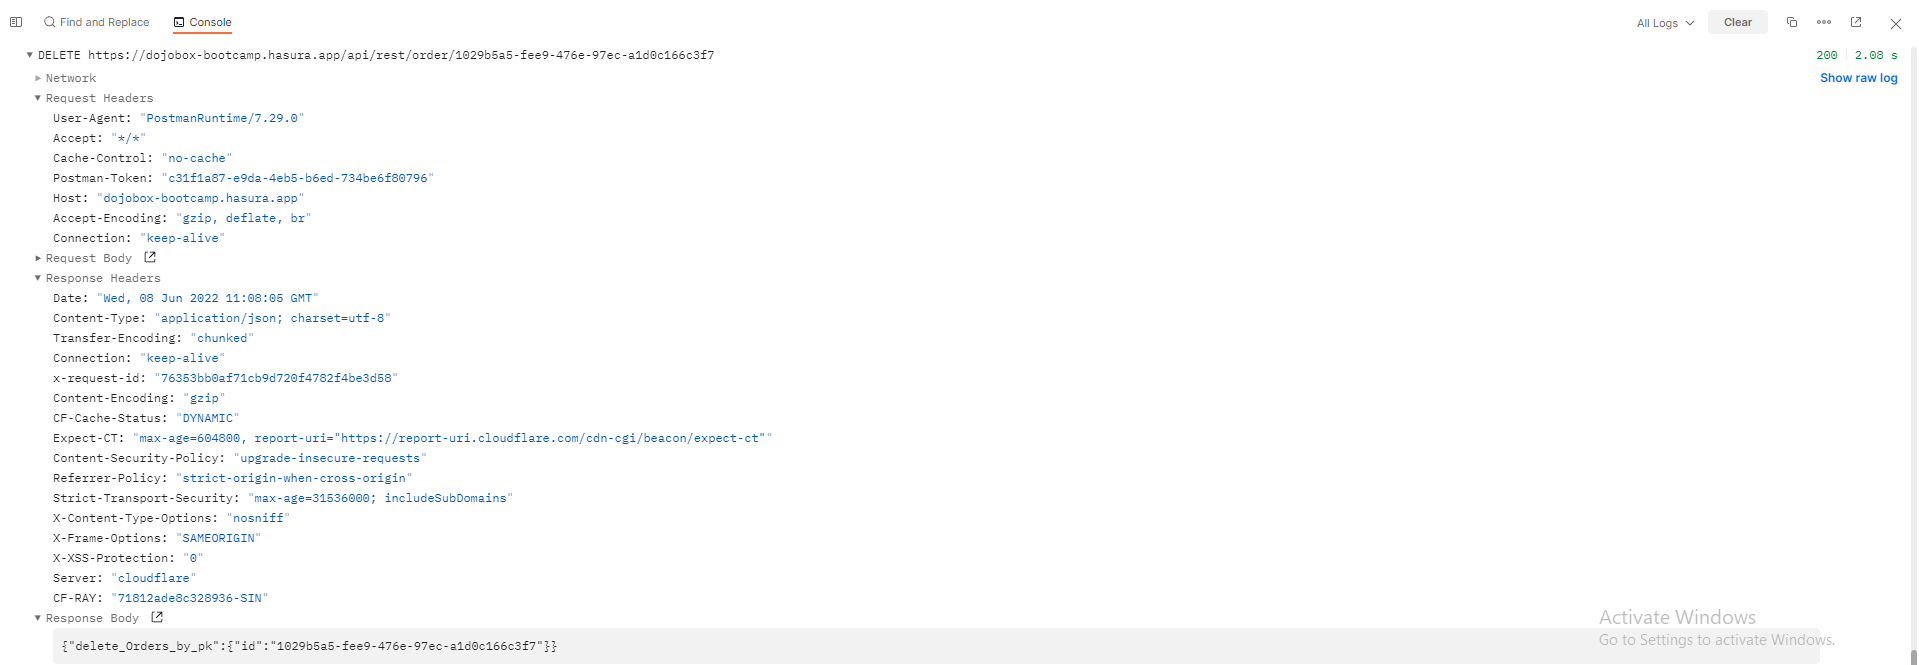 Find and Replace Console All Logs Clear
DELETE https://dojobox-bootcamp.hasura.app/api/rest/order/1029b5a5-fee9-476e-97ec-a1d0c166c3f7 200 2.08 s
Network Show raw log
Request Headers
User-Agent: "PostmanRuntime/7.29.0"
Accept: "*/*"
Cache-Control: "no-cache"
Postman-Token: "c31f1a87-e9da-4eb5-b6ed-734be6f80796"
Host: "dojobox-bootcamp.hasura.app"
Accept-Encoding: "gzip, deflate, br"
Connection: "keep-alive"
Request Body
Response Headers
Date: "Wed, 08 Jun 2022 11:08:05 GMT"
Content-Type: "application/json; charset=utf-8"
Transfer-Encoding: "chunked"
Connection: "keep-alive"
x-request-id: "76353bb0af71cb9d720f4782f4be3d58"
Content-Encoding: "gzip"
CF-Cache-Status: "DYNAMIC"
Expect-CT: "max-age=604800, report-uri="https://report-uri.cloudflare.com/cdn-cgi/beacon/expect-ct""
Content-Security-Policy: "upgrade-insecure-requests"
Referrer-Policy: "strict-origin-when-cross-origin"
Strict-Transport-Security: "max-age=31536000; includeSubDomains"
X-Content-Type-Options: "nosniff"
X-Frame-Options: "SAMEORIGIN"
X-XSS-Protection: "0"
Server: "cloudflare"
CF-RAY: "71812ade8c328936-SIN"
Response Body
{"delete_Orders_by_pk":{"id":"1029b5a5-fee9-476e-97ec-a1d0c166c3f7"}}
Activate Windows
Go to Settings to activate Windows.